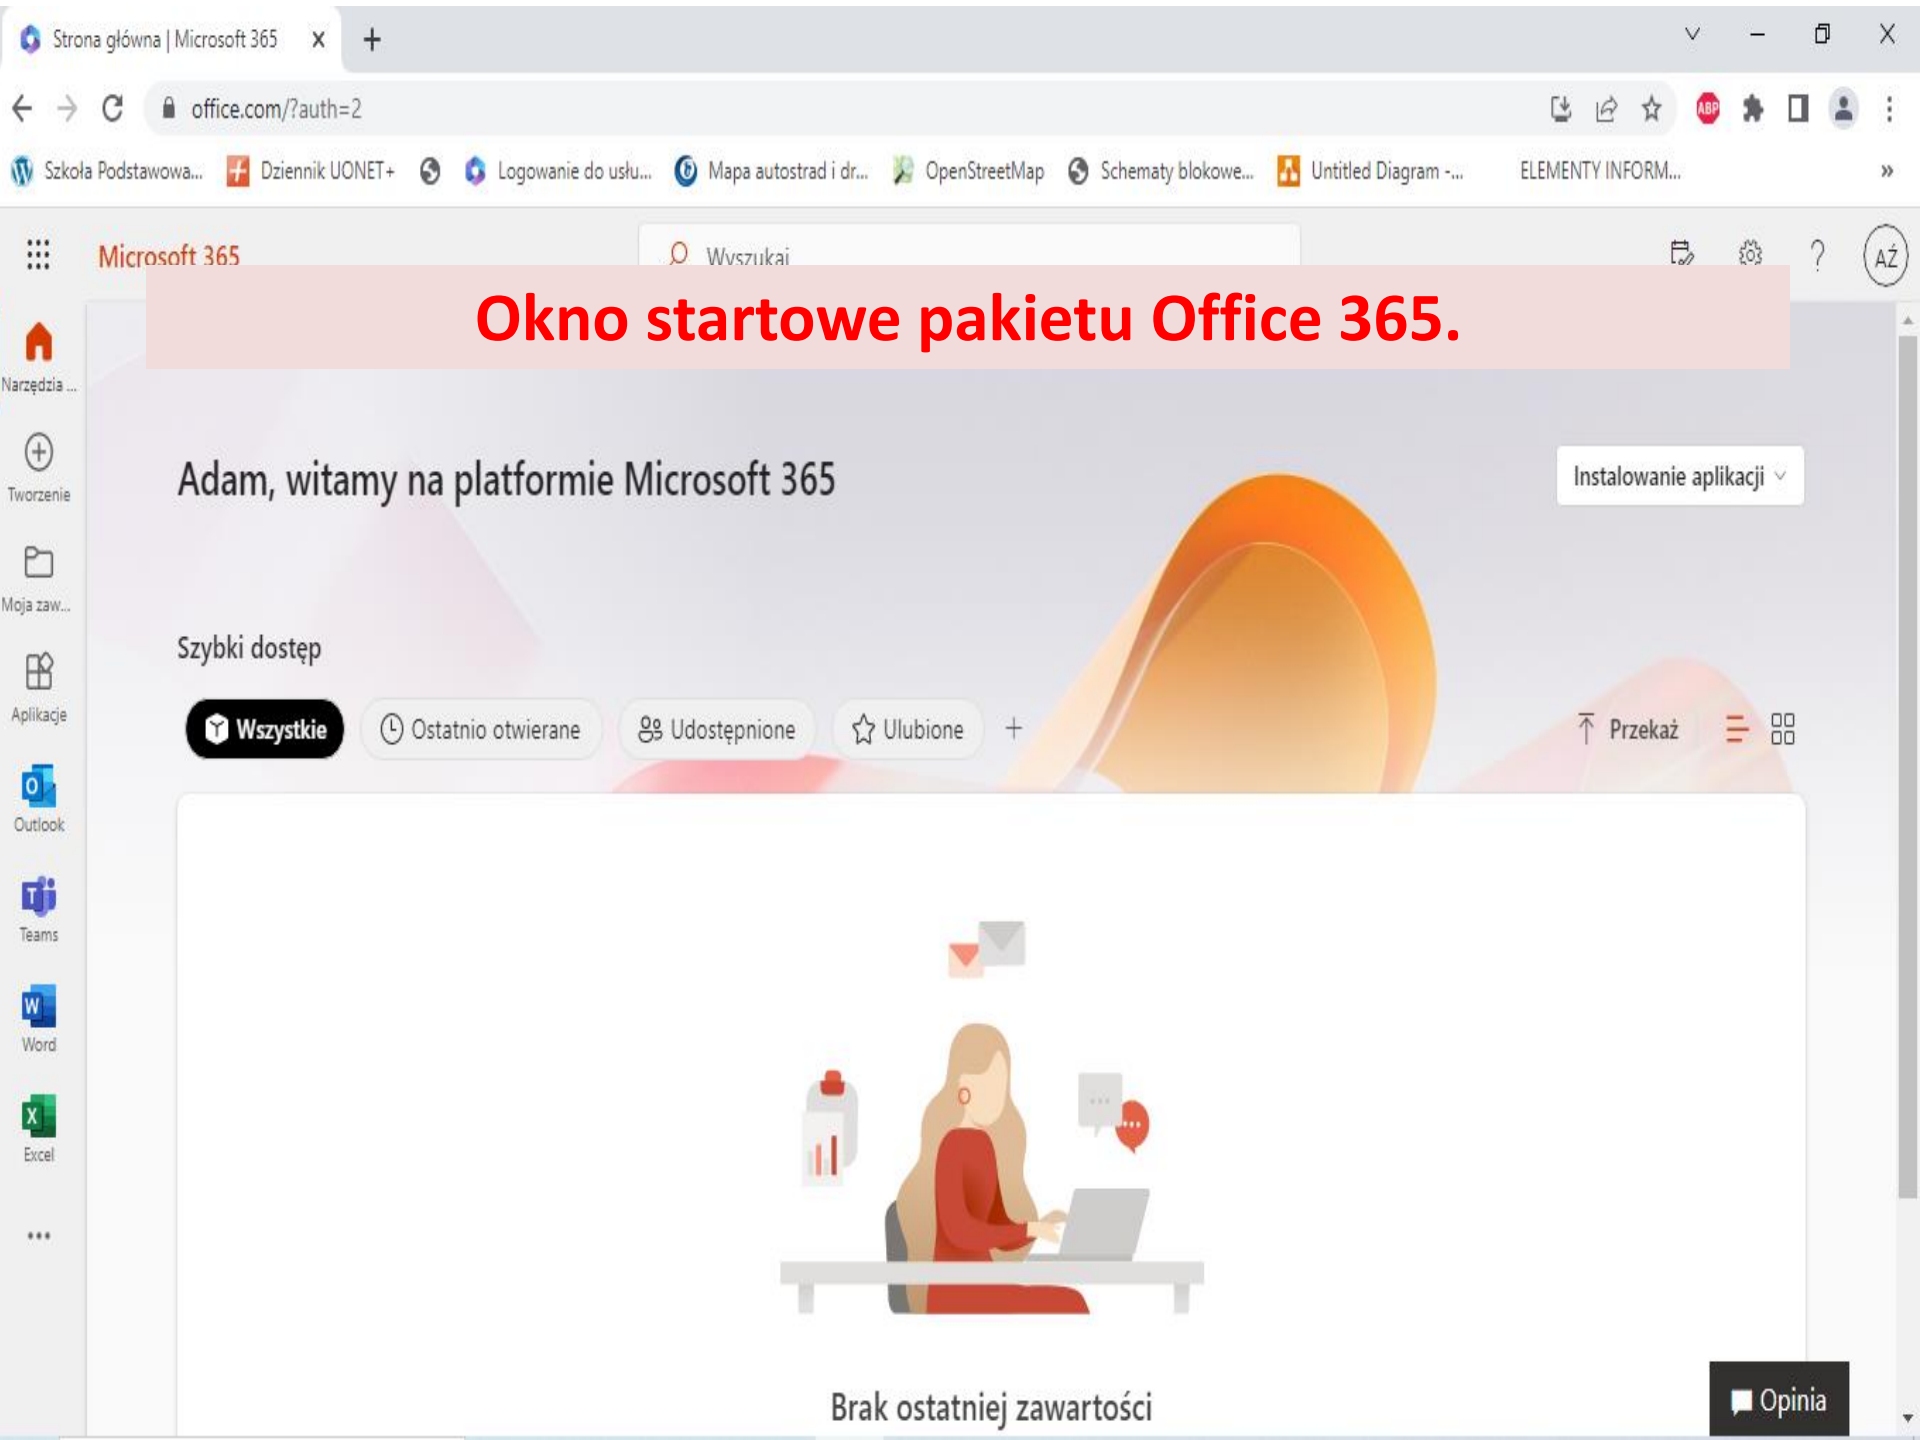 Strona główna | Microsoft 365
office.com/?auth=2
Szkoła Podstawowa... Dziennik UONET+ Logowanie do usłu... Mapa autostrad i dr... OpenStreetMap Schematy blokowe... Untitled Diagram -... ELEMENTY INFORM... »
Microsoft 365 Wyszukaj ? AŹ
Okno startowe pakietu Office 365.
Narzędzia ...
Tworzenie
Moja zaw...
Aplikacje
Outlook
Teams
Word
Excel
Adam, witamy na platformie Microsoft 365
Instalowanie aplikacji
Szybki dostęp
Wszystkie Ostatnio otwierane Udostępnione Ulubione + Przekaż
Brak ostatniej zawartości
Opinia